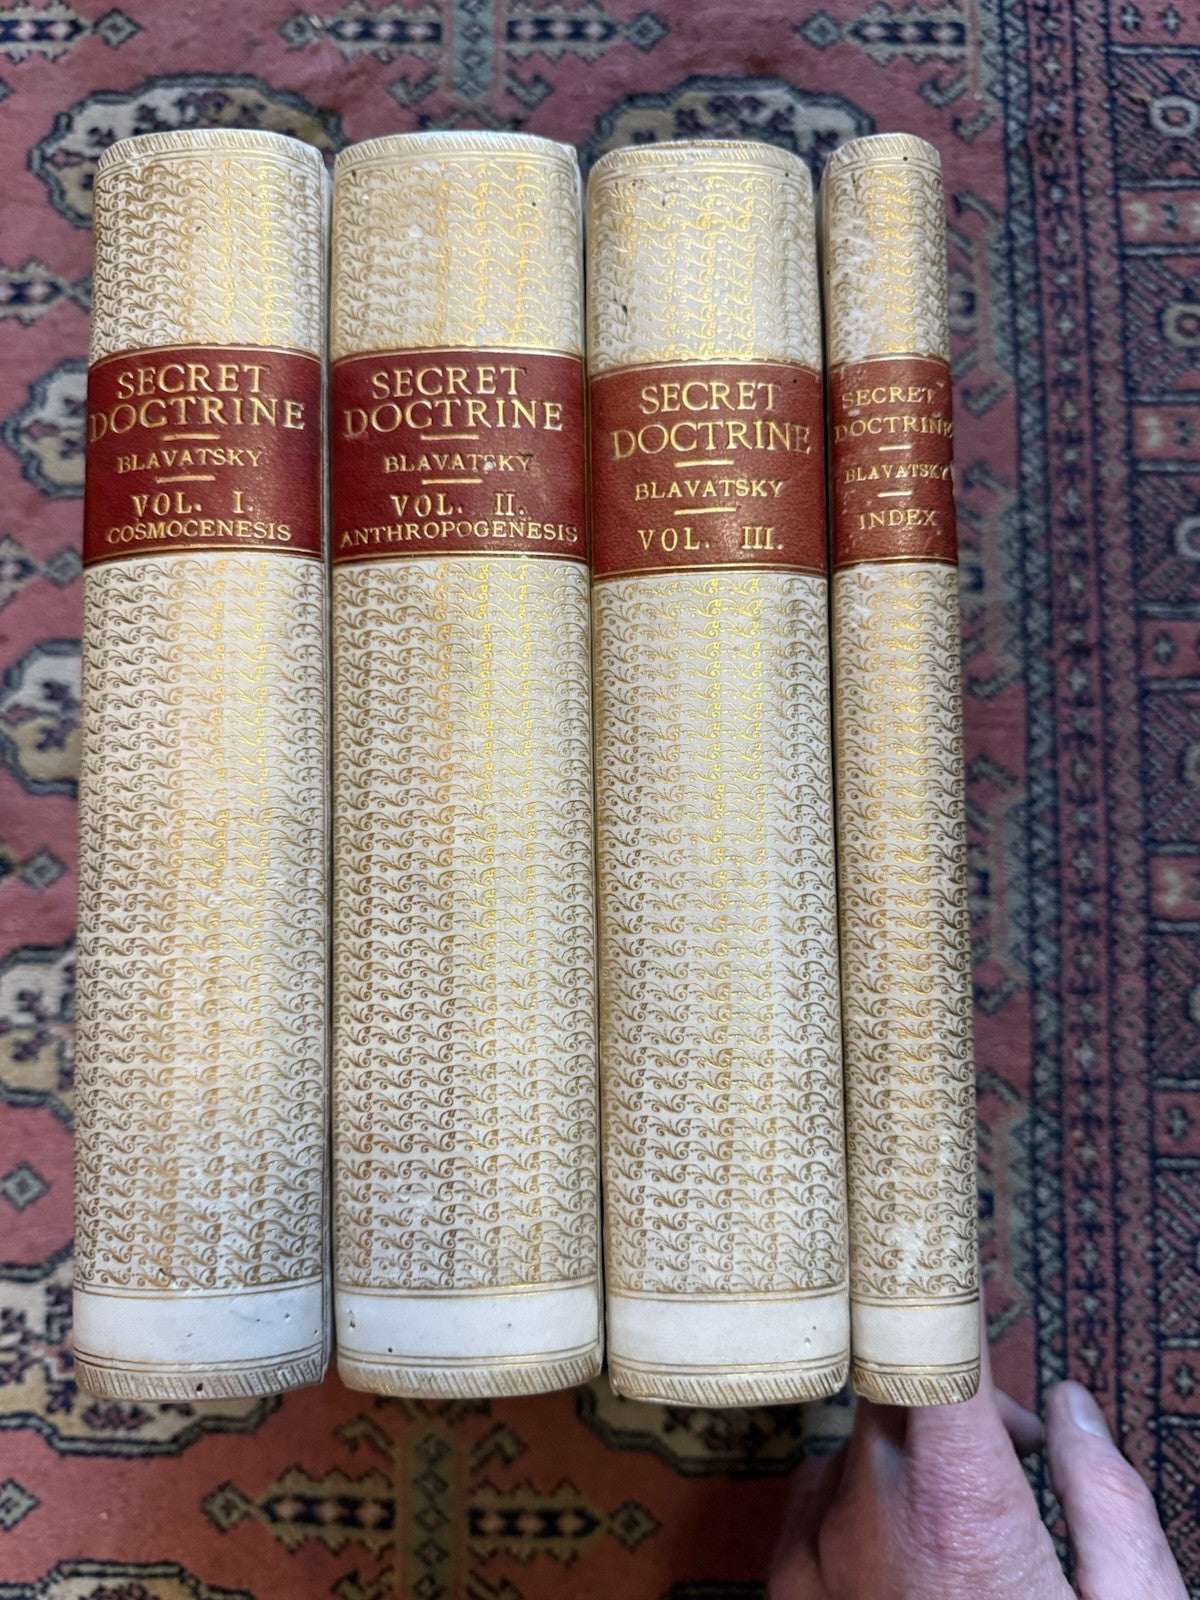 SECRET
DOCTRINE
BLAVATSKY
VOL. I.
COSMOCENESIS
SECRET
DOCTRINE
BLAVATSKY
VOL. II.
ANTHROPOGENESIS
SECRET
DOCTRINE
BLAVATSKY
VOL. III.
SECRET
DOCTRINE
BLAVATSKY
INDEX